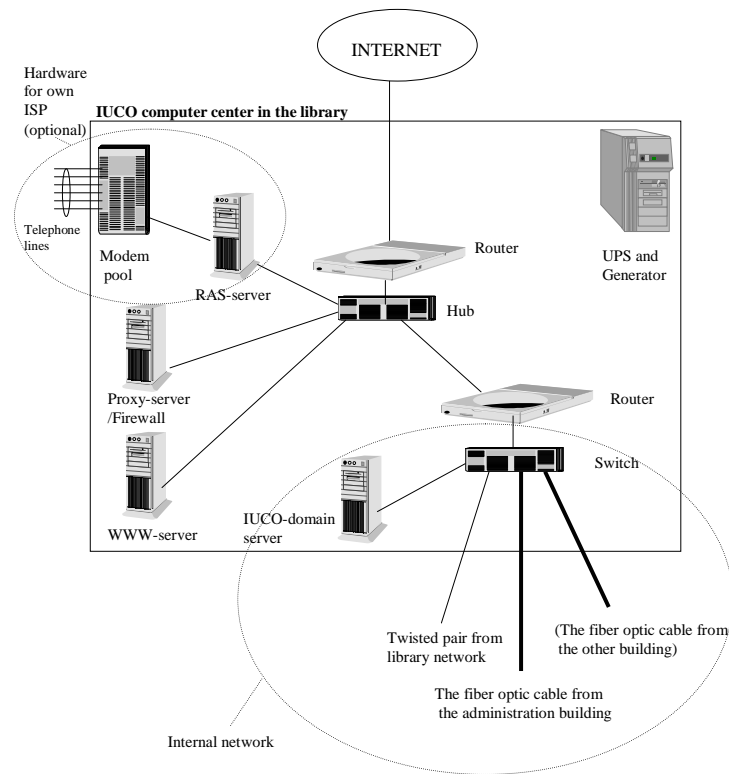 INTERNET
Hardware
for own
ISP
(optional)
IUCO computer center in the library
Telephone
lines
Modem
pool
RAS-server
Router
UPS and
Generator
Hub
Proxy-server
/Firewall
Router
WWW-server
IUCO-domain
server
Switch
Twisted pair from
library network
(The fiber optic cable from
the other building)
The fiber optic cable from
the administration building
Internal network